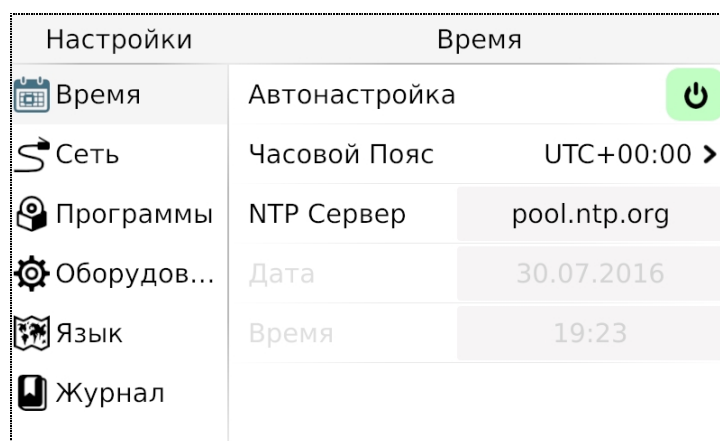 Настройки
Время
Время
Сеть
Программы
Оборудов...
Язык
Журнал
Автонастройка
Часовой Пояс UTC+00:00
NTP Сервер pool.ntp.org
Дата 30.07.2016
Время 19:23